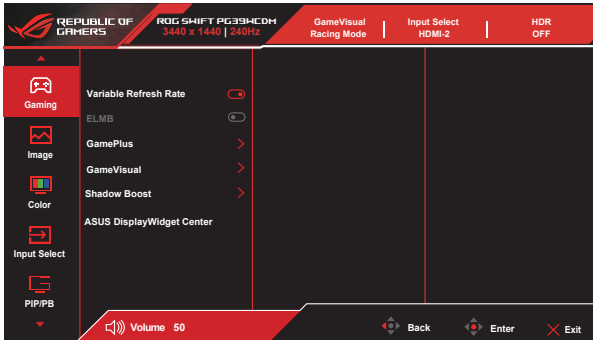 REPUBLIC OF
GAMERS
ROG SWIFT PG39WCDM
3440 x 1440 | 240Hz
GameVisual
Racing Mode
Input Select
HDMI-2
HDR
OFF
Gaming
Image
Color
Input Select
PIP/PB
Variable Refresh Rate
ELMB
GamePlus
GameVisual
Shadow Boost
ASUS DisplayWidget Center
Volume 50
Back
Enter
Exit